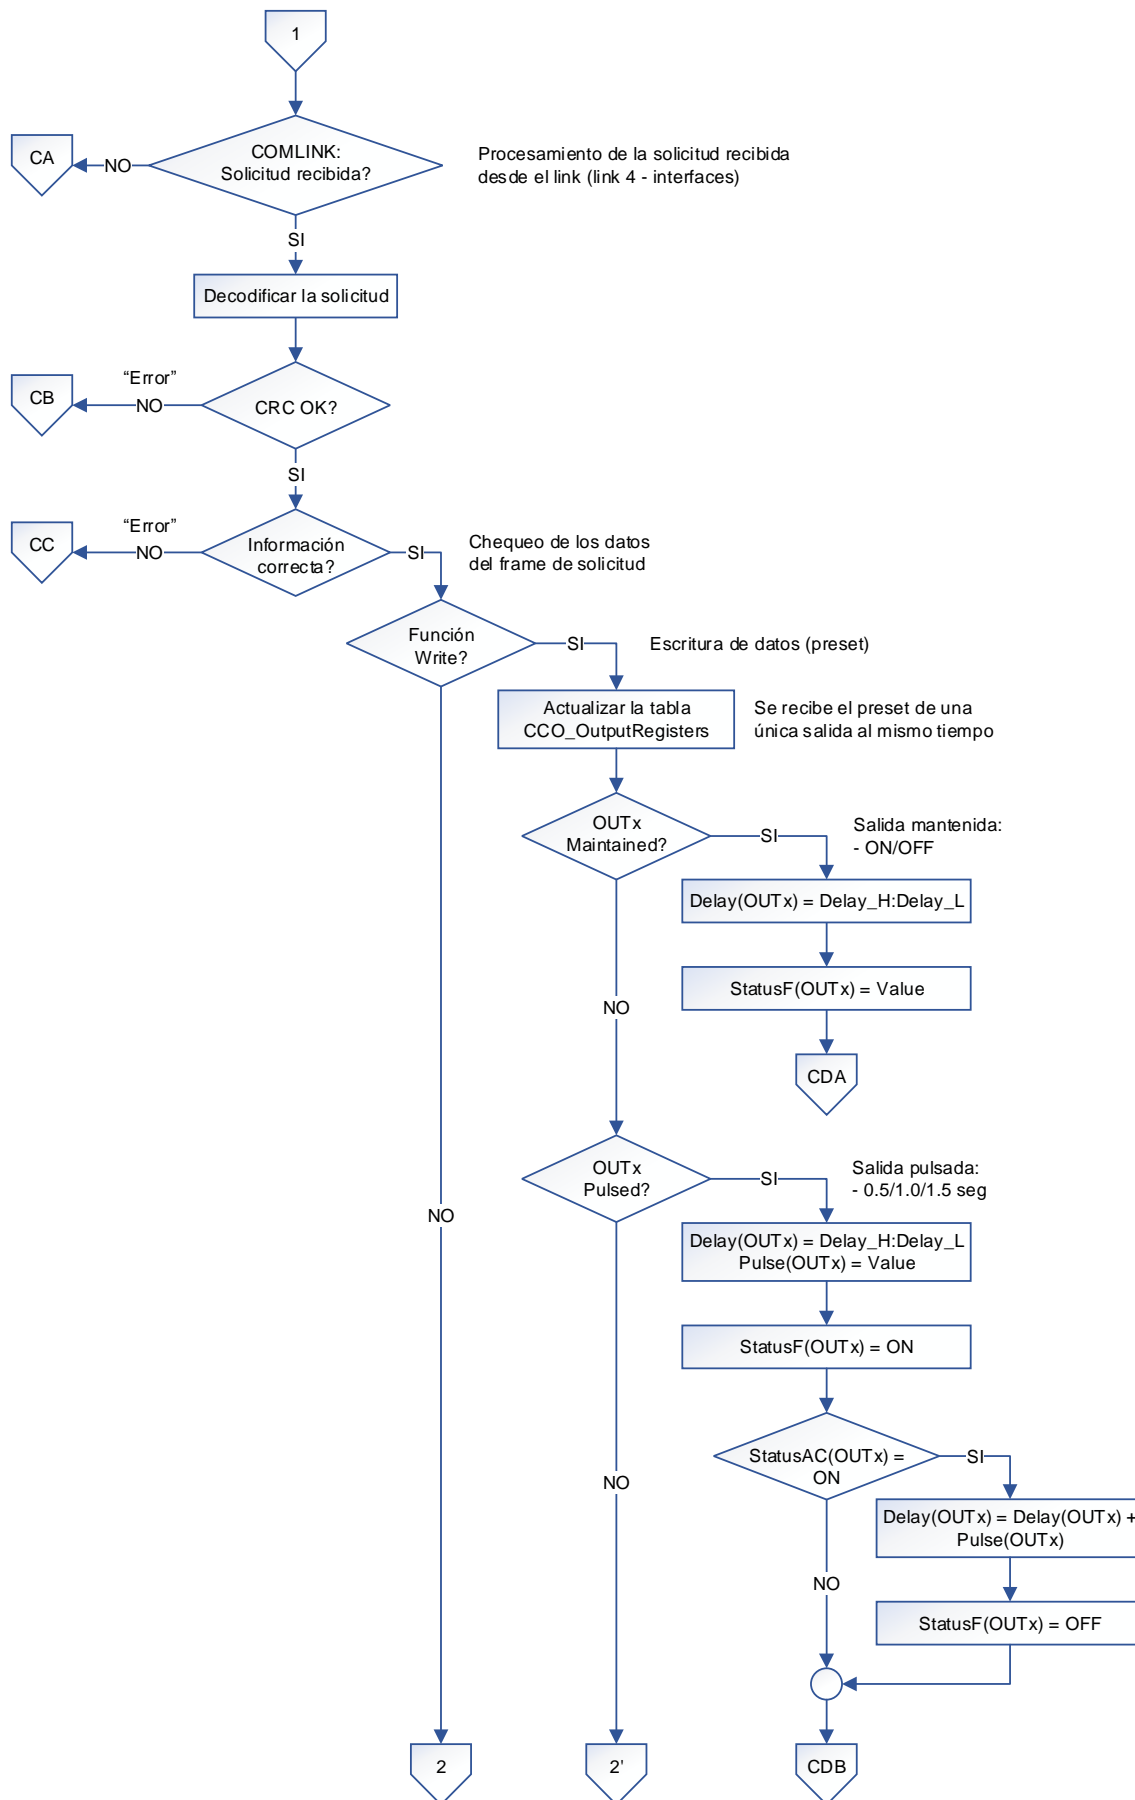 1
COMLINK:
Solicitud recibida?
CA
NO
Procesamiento de la solicitud recibida
desde el link (link 4 - interfaces)
SI
Decodificar la solicitud
CRC OK?
“Error”
NO
CB
SI
Información
correcta?
“Error”
NO
CC
SI
Chequeo de los datos
del frame de solicitud
Función
Write?
SI
Escritura de datos (preset)
Actualizar la tabla
CCO_OutputRegisters
Se recibe el preset de una
única salida al mismo tiempo
OUTx
Maintained?
SI
Salida mantenida:
- ON/OFF
Delay(OUTx) = Delay_H:Delay_L
StatusF(OUTx) = Value
CDA
NO
OUTx
Pulsed?
SI
Salida pulsada:
- 0.5/1.0/1.5 seg
NO
Delay(OUTx) = Delay_H:Delay_L
Pulse(OUTx) = Value
StatusF(OUTx) = ON
StatusAC(OUTx) =
ON
SI
NO
Delay(OUTx) = Delay(OUTx) +
Pulse(OUTx)
NO
StatusF(OUTx) = OFF
2
2'
CDB